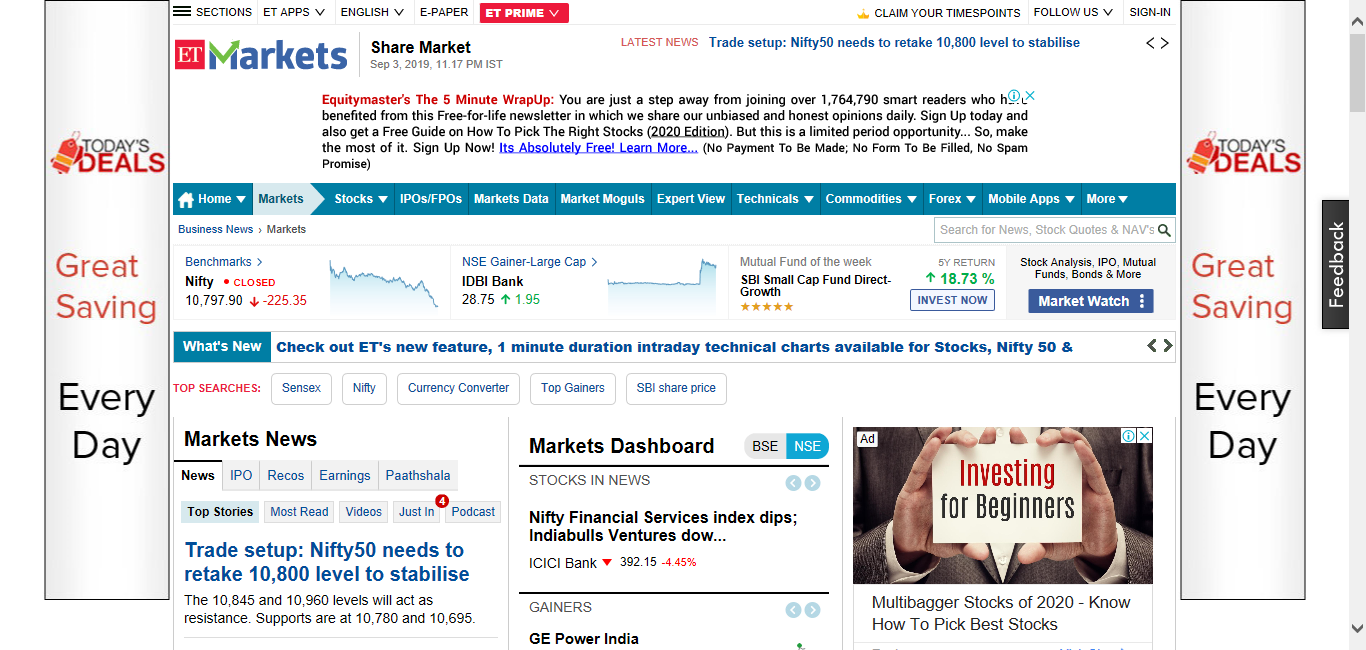 SECTIONS ET APPS ENGLISH E-PAPER ET PRIME CLAIM YOUR TIMESPOINTS FOLLOW US SIGN-IN
ET Markets
Share Market
Sep 3, 2019, 11.17 PM IST
LATEST NEWS Trade setup: Nifty50 needs to retake 10,800 level to stabilise
Equitymaster's The 5 Minute WrapUp: You are just a step away from joining over 1,764,790 smart readers who
benefited from this Free-for-life newsletter in which we share our unbiased and honest opinions daily. Sign Up today and
also get a Free Guide on How To Pick The Right Stocks (2020 Edition). But this is a limited period opportunity... So, make
the most of it. Sign Up Now! Its Absolutely Free! Learn More... (No Payment To Be Made; No Form To Be Filled, No Spam
Promise)
TODAY'S
DEALS
Great
Saving
Every
Day
Home Markets Stocks IPOs/FPOs Markets Data Market Moguls Expert View Technicals Commodities Forex Mobile Apps More
Business News › Markets
Search for News, Stock Quotes & NAV's
Benchmarks
Nifty CLOSED
10,797.90 -225.35
NSE Gainer-Large Cap
IDBI Bank
28.75 1.95
Mutual Fund of the week
SBI Small Cap Fund Direct-
Growth
5Y RETURN
18.73 %
INVEST NOW
Stock Analysis, IPO, Mutual
Funds, Bonds & More
Market Watch
What's New Check out ET's new feature, 1 minute duration intraday technical charts available for Stocks, Nifty 50 &
TOP SEARCHES: Sensex Nifty Currency Converter Top Gainers SBI share price
Markets News
News IPO Recos Earnings Paathshala
Top Stories Most Read Videos Just In 4 Podcast
Trade setup: Nifty50 needs to
retake 10,800 level to stabilise
The 10,845 and 10,960 levels will act as
resistance. Supports are at 10,780 and 10,695.
Markets Dashboard BSE NSE
STOCKS IN NEWS
Nifty Financial Services index dips;
Indiabulls Ventures dow...
ICICI Bank 392.15 -4.45%
GAINERS
GE Power India
Ad
Investing
for Beginners
Multibagger Stocks of 2020 - Know
How To Pick Best Stocks
TODAY'S
DEALS
Great
Saving
Every
Day
Feedback